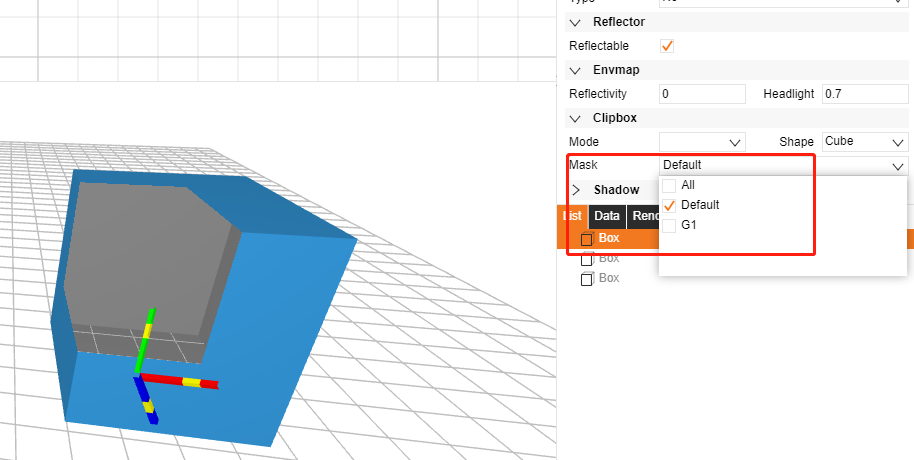 Reflector
Reflectable
Envmap
Reflectivity 0 Headlight 0.7
Clipbox
Mode Shape Cube
Mask Default
All
Shadow
Default
List Data
G1
Box
Box
Box